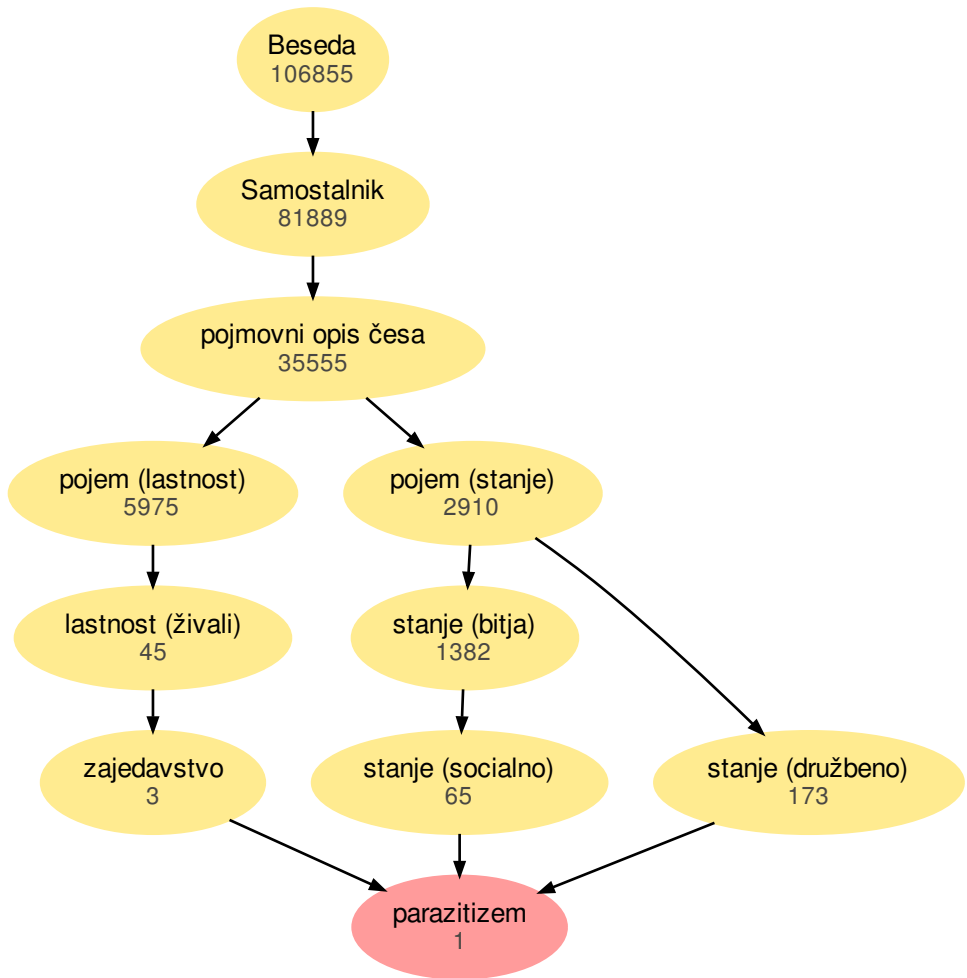 Beseda
106855
Samostalnik
81889
pojmovni opis česa
35555
pojem (lastnost)
5975
pojem (stanje)
2910
lastnost (živali)
45
stanje (bitja)
1382
zajedavstvo
3
stanje (socialno)
65
stanje (družbeno)
173
parazitizem
1